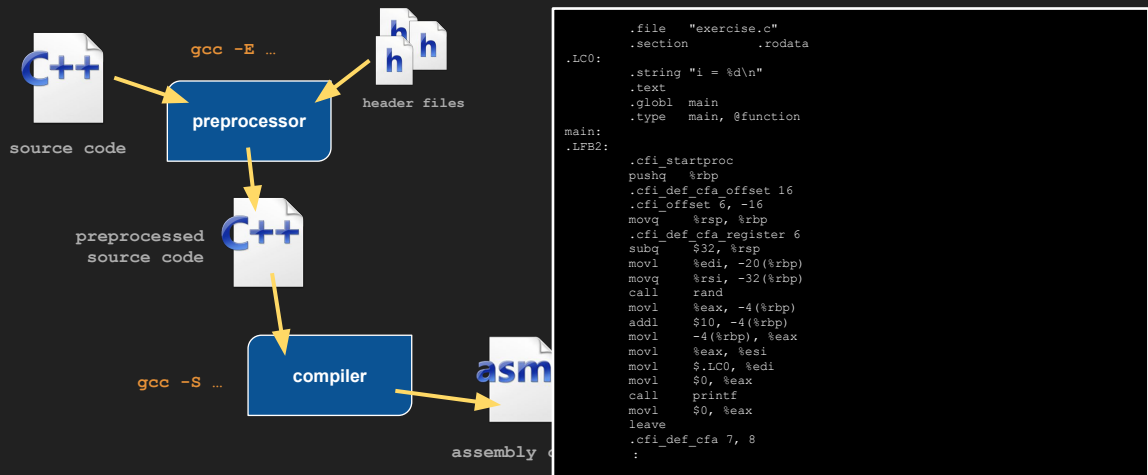 gcc -E …
C++
h
h
h
header files
preprocessor
source code
C++
preprocessed
source code
compiler
gcc -S …
asm
assembly
.file "exercise.c"
.section .rodata
.LC0:
.string "i = %d\n"
.text
.globl main
.type main, @function
main:
.LFB2:
.cfi_startproc
pushq %rbp
.cfi_def_cfa_offset 16
.cfi_offset 6, -16
movq %rsp, %rbp
.cfi_def_cfa_register 6
subq $32, %rsp
movl %edi, -20(%rbp)
movq %rsi, -32(%rbp)
call rand
movl %eax, -4(%rbp)
addl $10, -4(%rbp)
movl -4(%rbp), %eax
movl %eax, %esi
movl $.LC0, %edi
movl $0, %eax
call printf
movl $0, %eax
leave
.cfi_def_cfa 7, 8
: